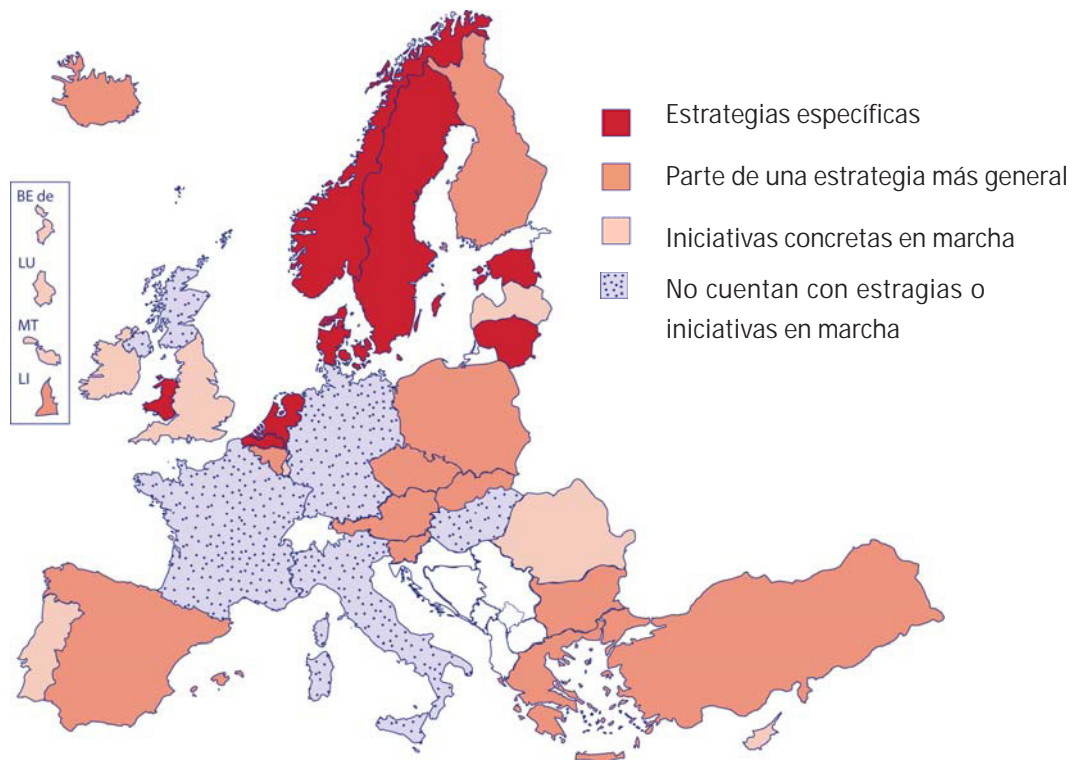 Estrategias específicas
Parte de una estrategia más general
Iniciativas concretas en marcha
No cuentan con estragias o
iniciativas en marcha
BE de
LU
MT
LI